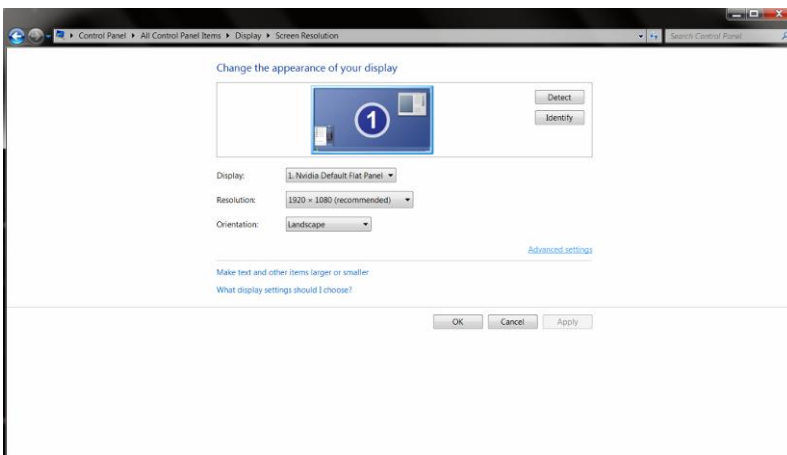 Control Panel ▸ All Control Panel Items ▸ Display ▸ Screen Resolution
Search Control Panel
Change the appearance of your display
1
Detect
Identify
Display: 1. Nvidia Default Flat Panel
Resolution: 1920 × 1080 (recommended)
Orientation: Landscape
Advanced settings
Make text and other items larger or smaller
What display settings should I choose?
OK Cancel Apply